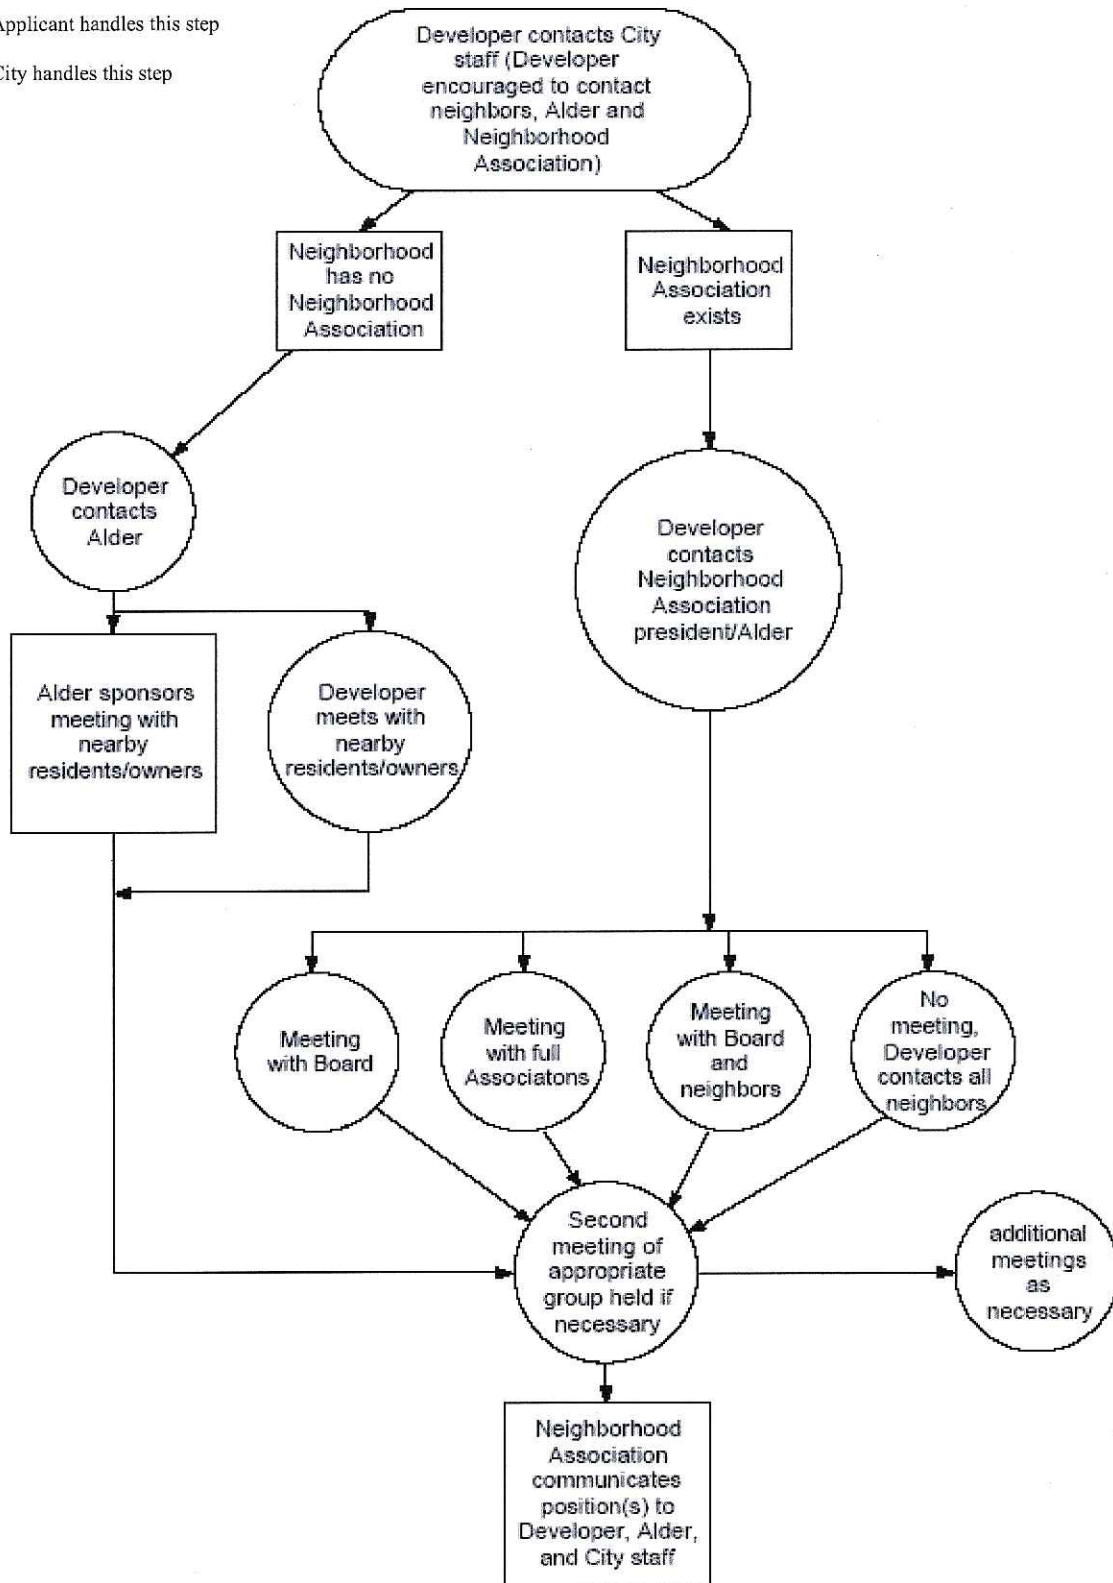 Applicant handles this step
City handles this step
Developer contacts City
staff (Developer
encouraged to contact
neighbors, Alder and
Neighborhood
Association)
Neighborhood
has no
Neighborhood
Association
Neighborhood
Association
exists
Developer
contacts
Alder
Developer
contacts
Neighborhood
Association
president/Alder
Alder sponsors
meeting with
nearby
residents/owners
Developer
meets with
nearby
residents/owners
Meeting
with Board
Meeting
with full
Associatons
Meeting
with Board
and
neighbors
No
meeting,
Developer
contacts all
neighbors
Second
meeting of
appropriate
group held if
necessary
additional
meetings
as
necessary
Neighborhood
Association
communicates
position(s) to
Developer, Alder,
and City staff